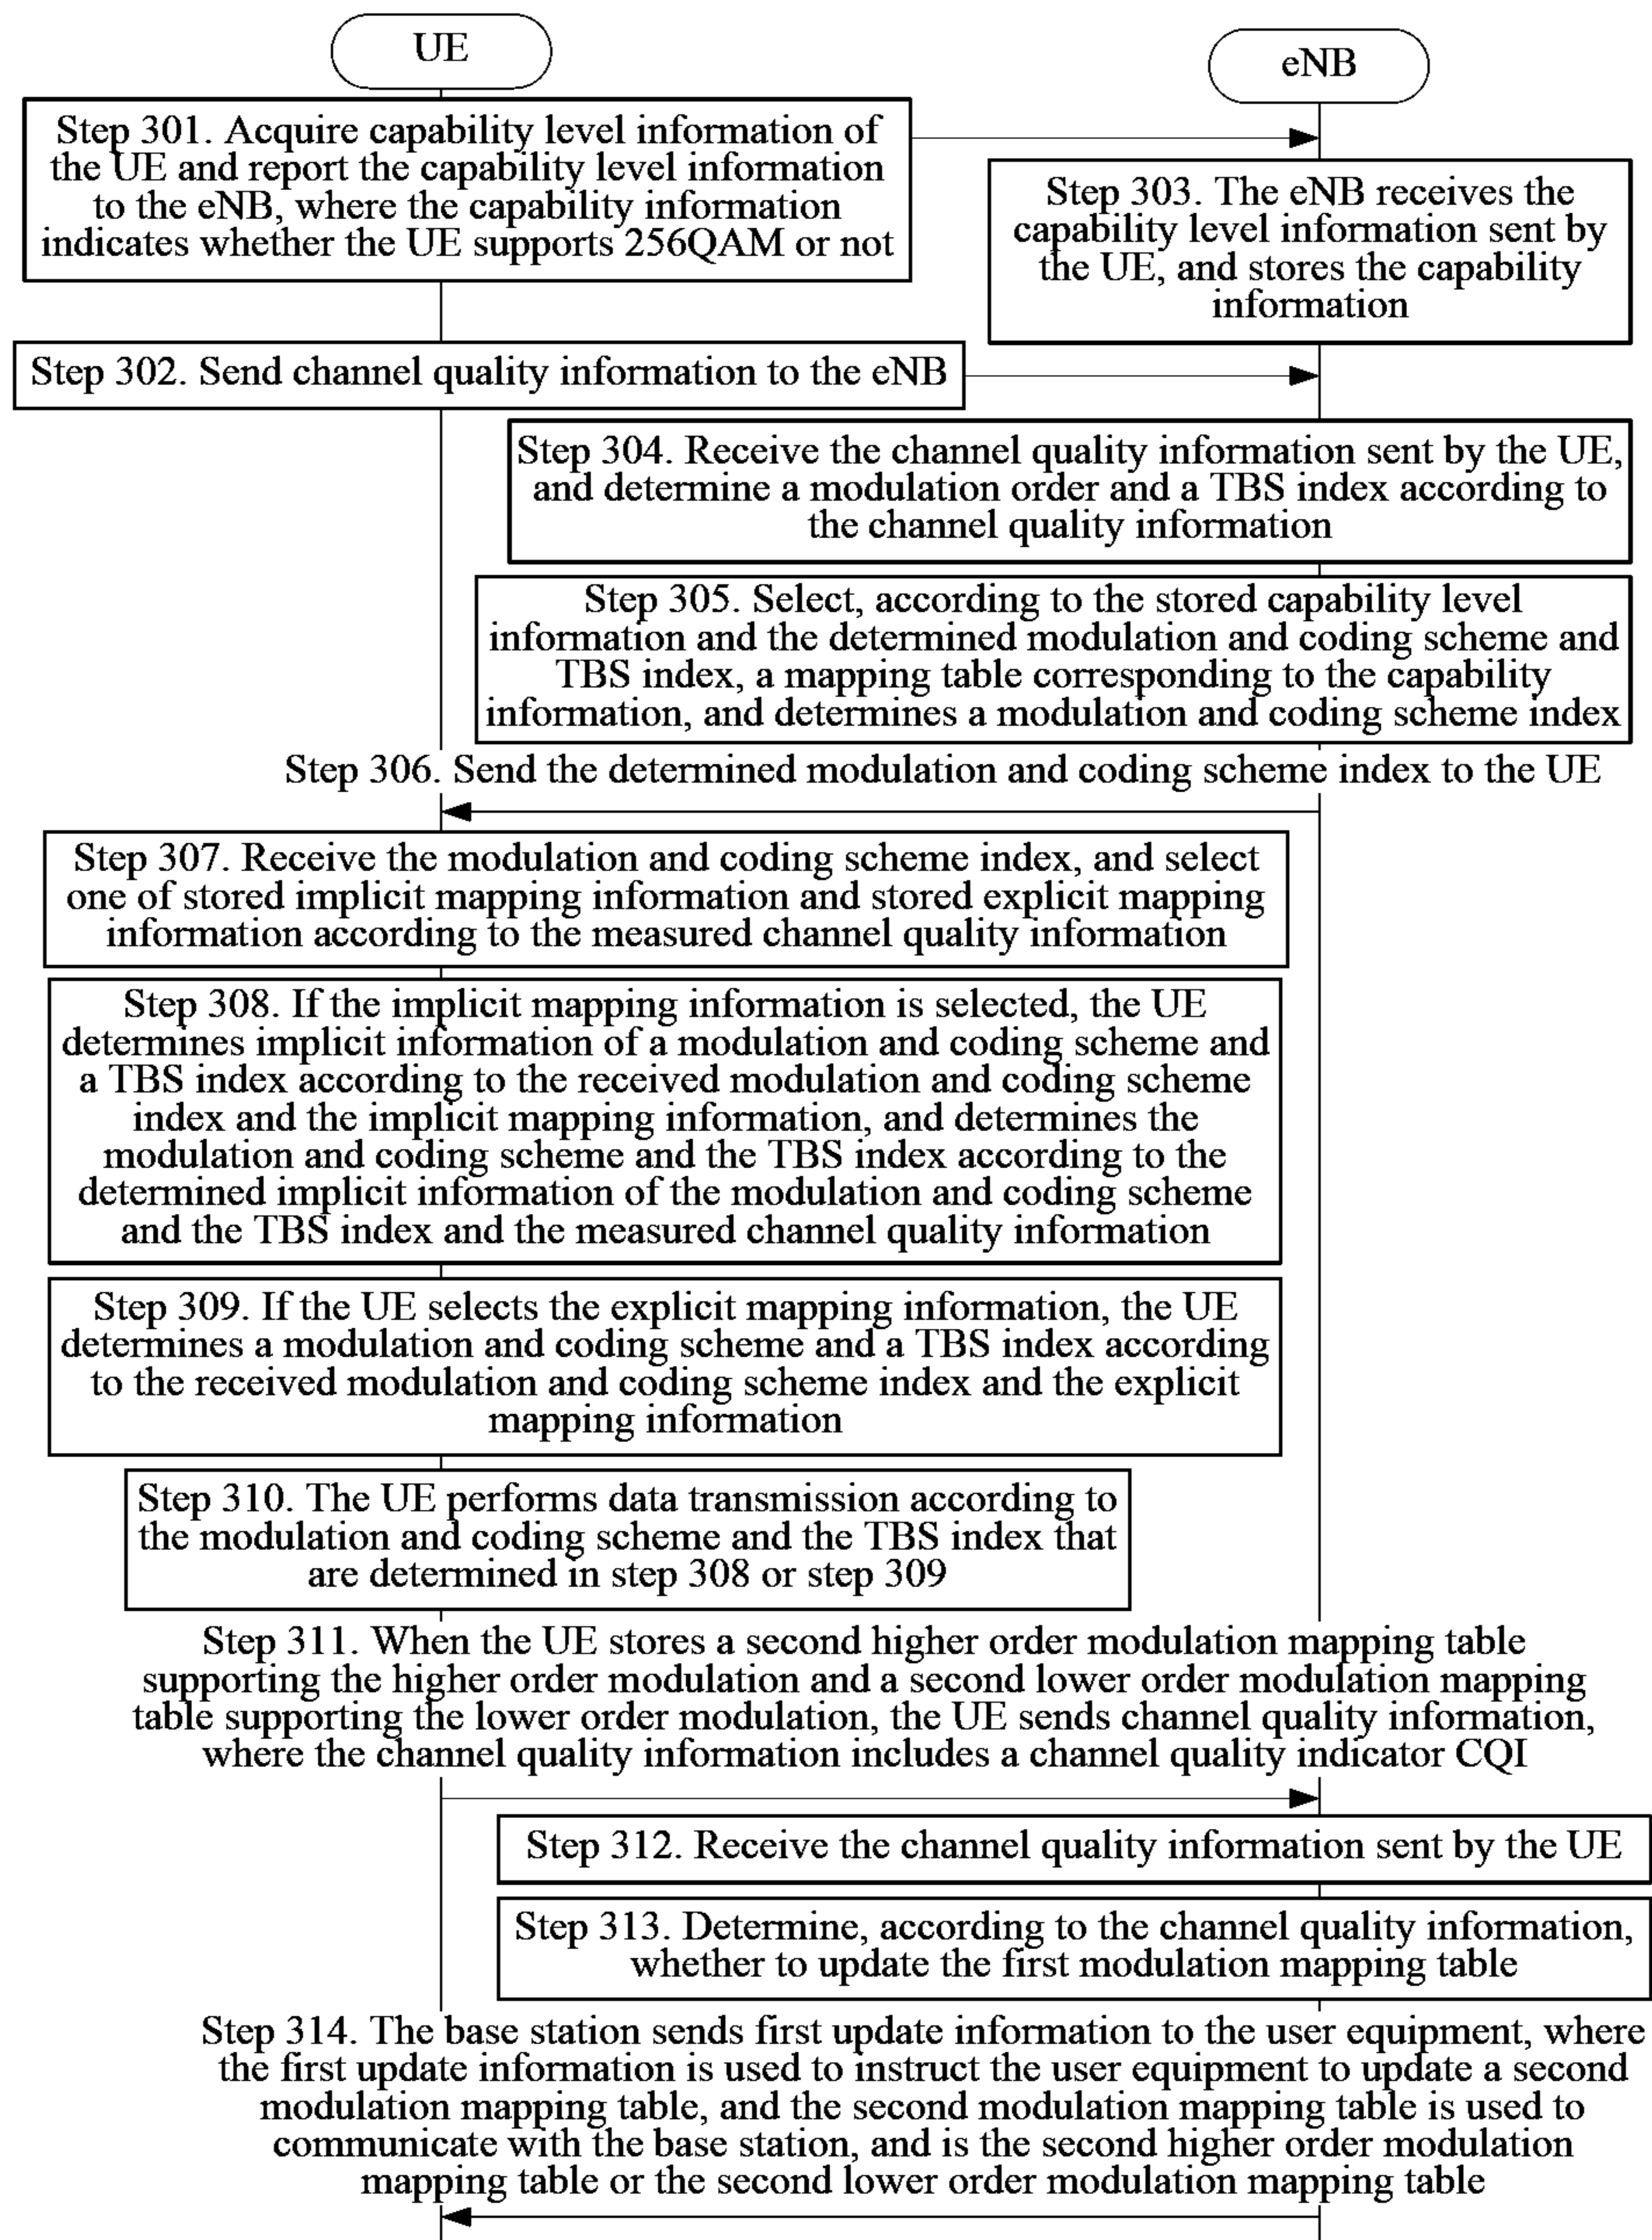 UE
eNB
Step 301. Acquire capability level information of
the UE and report the capability level information
to the eNB, where the capability information
indicates whether the UE supports 256QAM or not
Step 303. The eNB receives the
capability level information sent by
the UE, and stores the capability
information
Step 302. Send channel quality information to the eNB
Step 304. Receive the channel quality information sent by the UE,
and determine a modulation order and a TBS index according to
the channel quality information
Step 305. Select, according to the stored capability level
information and the determined modulation and coding scheme and
TBS index, a mapping table corresponding to the capability
information, and determines a modulation and coding scheme index
Step 306. Send the determined modulation and coding scheme index to the UE
Step 307. Receive the modulation and coding scheme index, and select
one of stored implicit mapping information and stored explicit mapping
information according to the measured channel quality information
Step 308. If the implicit mapping information is selected, the UE
determines implicit information of a modulation and coding scheme and
a TBS index according to the received modulation and coding scheme
index and the implicit mapping information, and determines the
modulation and coding scheme and the TBS index according to the
determined implicit information of the modulation and coding scheme
and the TBS index and the measured channel quality information
Step 309. If the UE selects the explicit mapping information, the UE
determines a modulation and coding scheme and a TBS index according
to the received modulation and coding scheme index and the explicit
mapping information
Step 310. The UE performs data transmission according to
the modulation and coding scheme and the TBS index that
are determined in step 308 or step 309
Step 311. When the UE stores a second higher order modulation mapping table
supporting the higher order modulation and a second lower order modulation mapping
table supporting the lower order modulation, the UE sends channel quality information,
where the channel quality information includes a channel quality indicator CQI
Step 312. Receive the channel quality information sent by the UE
Step 313. Determine, according to the channel quality information,
whether to update the first modulation mapping table
Step 314. The base station sends first update information to the user equipment, where
the first update information is used to instruct the user equipment to update a second
modulation mapping table, and the second modulation mapping table is used to
communicate with the base station, and is the second higher order modulation
mapping table or the second lower order modulation mapping table